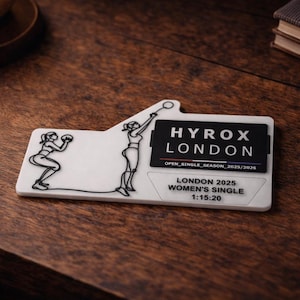 HYROX
LONDON
OPEN_SINGLE_SEASON_2025/2026
LONDON 2025
WOMEN'S SINGLE
1:15:20